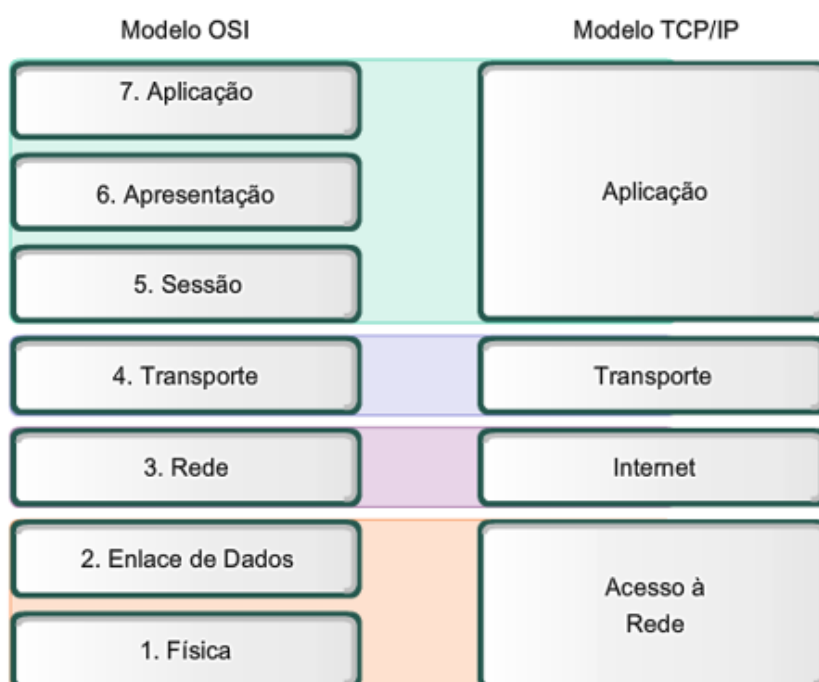 Modelo OSI
Modelo TCP/IP
7. Aplicação
6. Apresentação
5. Sessão
Aplicação
4. Transporte
Transporte
3. Rede
Internet
2. Enlace de Dados
1. Física
Acesso à
Rede